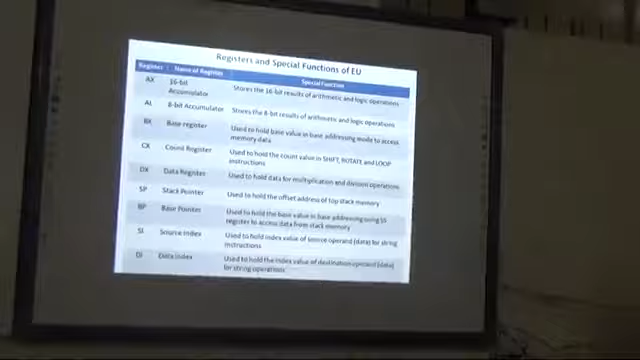 Registers and Special Functions of EU
Register Name of Register Special Function
AX 16-bit Accumulator Stores the 16-bit results of arithmetic and logic operations
AL 8-bit Accumulator Stores the 8-bit results of arithmetic and logic operations
BX Base register Used to hold base value in base addressing mode to access
memory data
CX Count Register Used to hold the count value in SHIFT, ROTATE and LOOP
instructions
DX Data Register Used to hold data for multiplication and division operations
SP Stack Pointer Used to hold the offset address of top stack memory
BP Base Pointer Used to hold the base value in base addressing using SS
register to access data from stack memory
SI Source Index Used to hold index value of source operand (data) for string
instructions
DI Data Index Used to hold the index value of destination operand (data)
for string operations